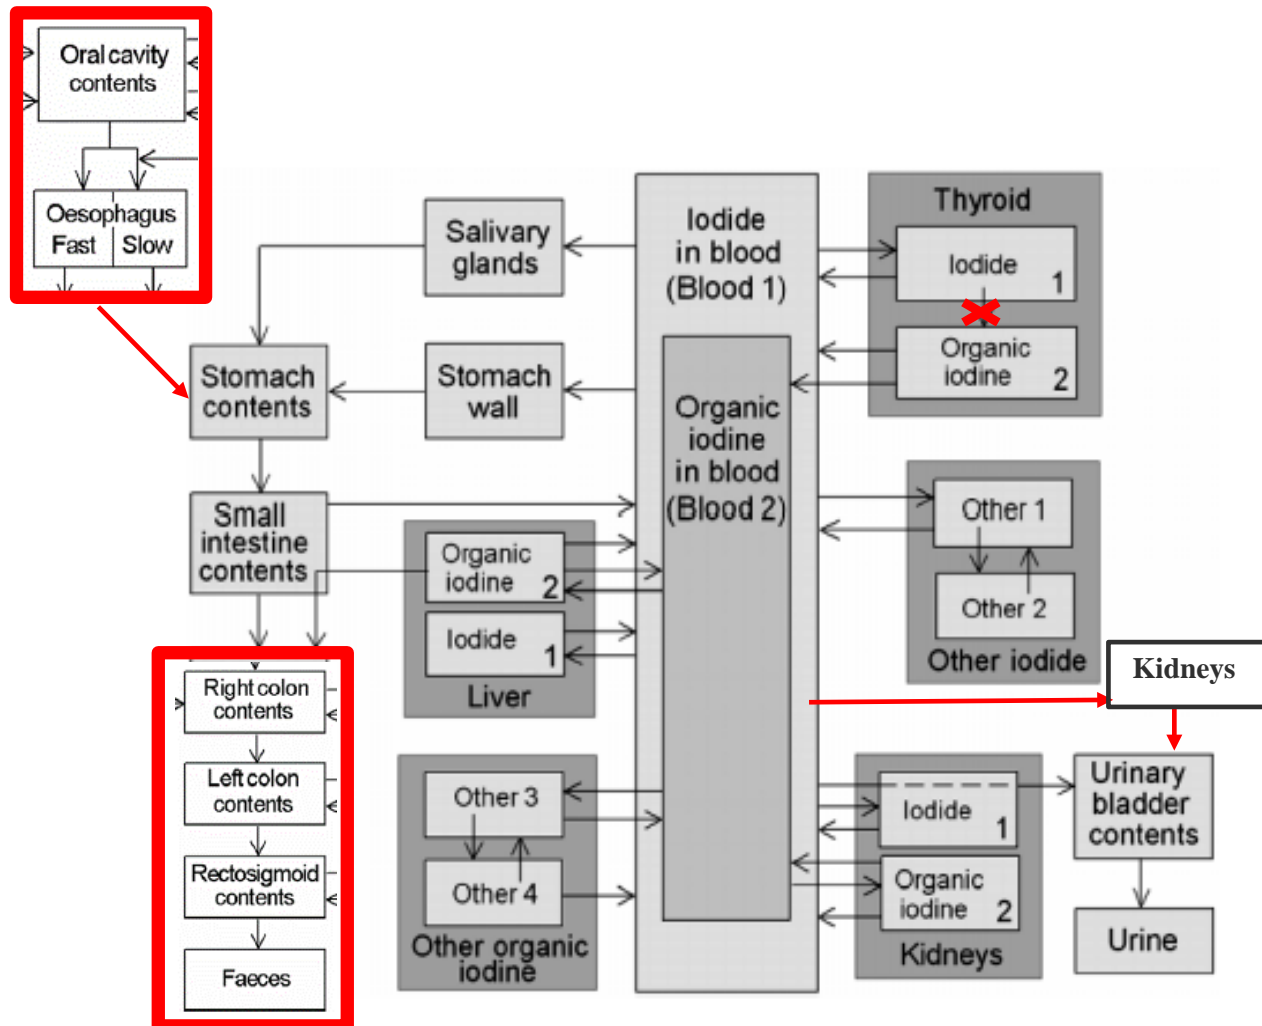 Oral cavity
contents
Oesophagus
Fast Slow
Salivary
glands
Stomach
contents
Stomach
wall
Small
intestine
contents
Organic
iodine 2
Iodide
1
Liver
Right colon
contents
Left colon
contents
Rectosigmoid
contents
Faeces
Other 3
Other 4
Other organic
iodine
Iodide
in blood
(Blood 1)
Organic
iodine
in blood
(Blood 2)
Thyroid
Iodide
1
Organic
iodine 2
Other 1
Other 2
Other iodide
Kidneys
Iodide
1
Organic
iodine 2
Kidneys
Urinary
bladder
contents
Urine